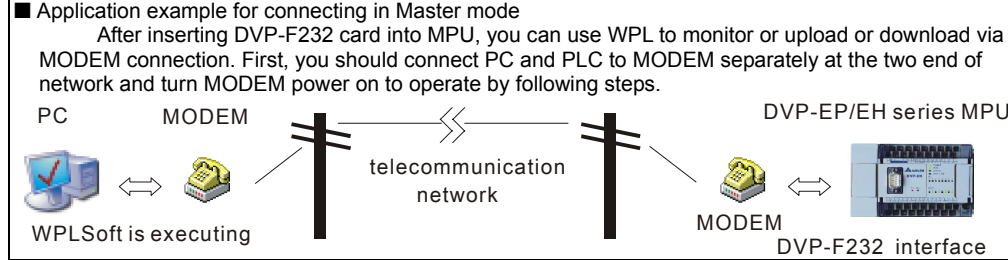 ■ Application example for connecting in Master mode
After inserting DVP-F232 card into MPU, you can use WPL to monitor or upload or download via
MODEM connection. First, you should connect PC and PLC to MODEM separately at the two end of
network and turn MODEM power on to operate by following steps.
PC
MODEM
DVP-EP/EH series MPU
telecommunication
network
WPLSoft is executing
MODEM
DVP-F232 interface